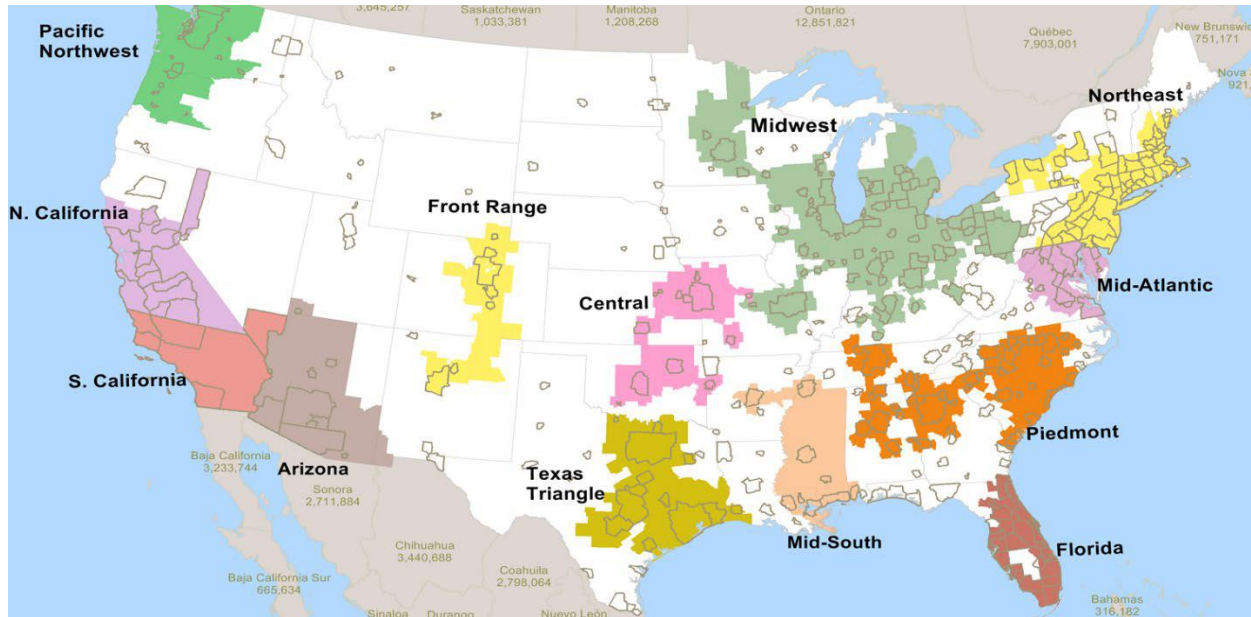 3,645,257
Saskatchewan
1,033,381
Manitoba
1,208,268
Ontario
12,851,821
Québec
7,903,001
New Brunswick
751,171
Nova
921,
Pacific
Northwest
Northeast
Midwest
N. California
Front Range
Central
Mid-Atlantic
S. California
Piedmont
Arizona
Texas
Triangle
Mid-South
Florida
Baja California
3,233,744
Sonora
2,711,884
Chihuahua
3,440,688
Coahuila
2,798,064
Baja California Sur
665,634
Sinaloa
Durango
Nuevo León
Bahamas
316,182